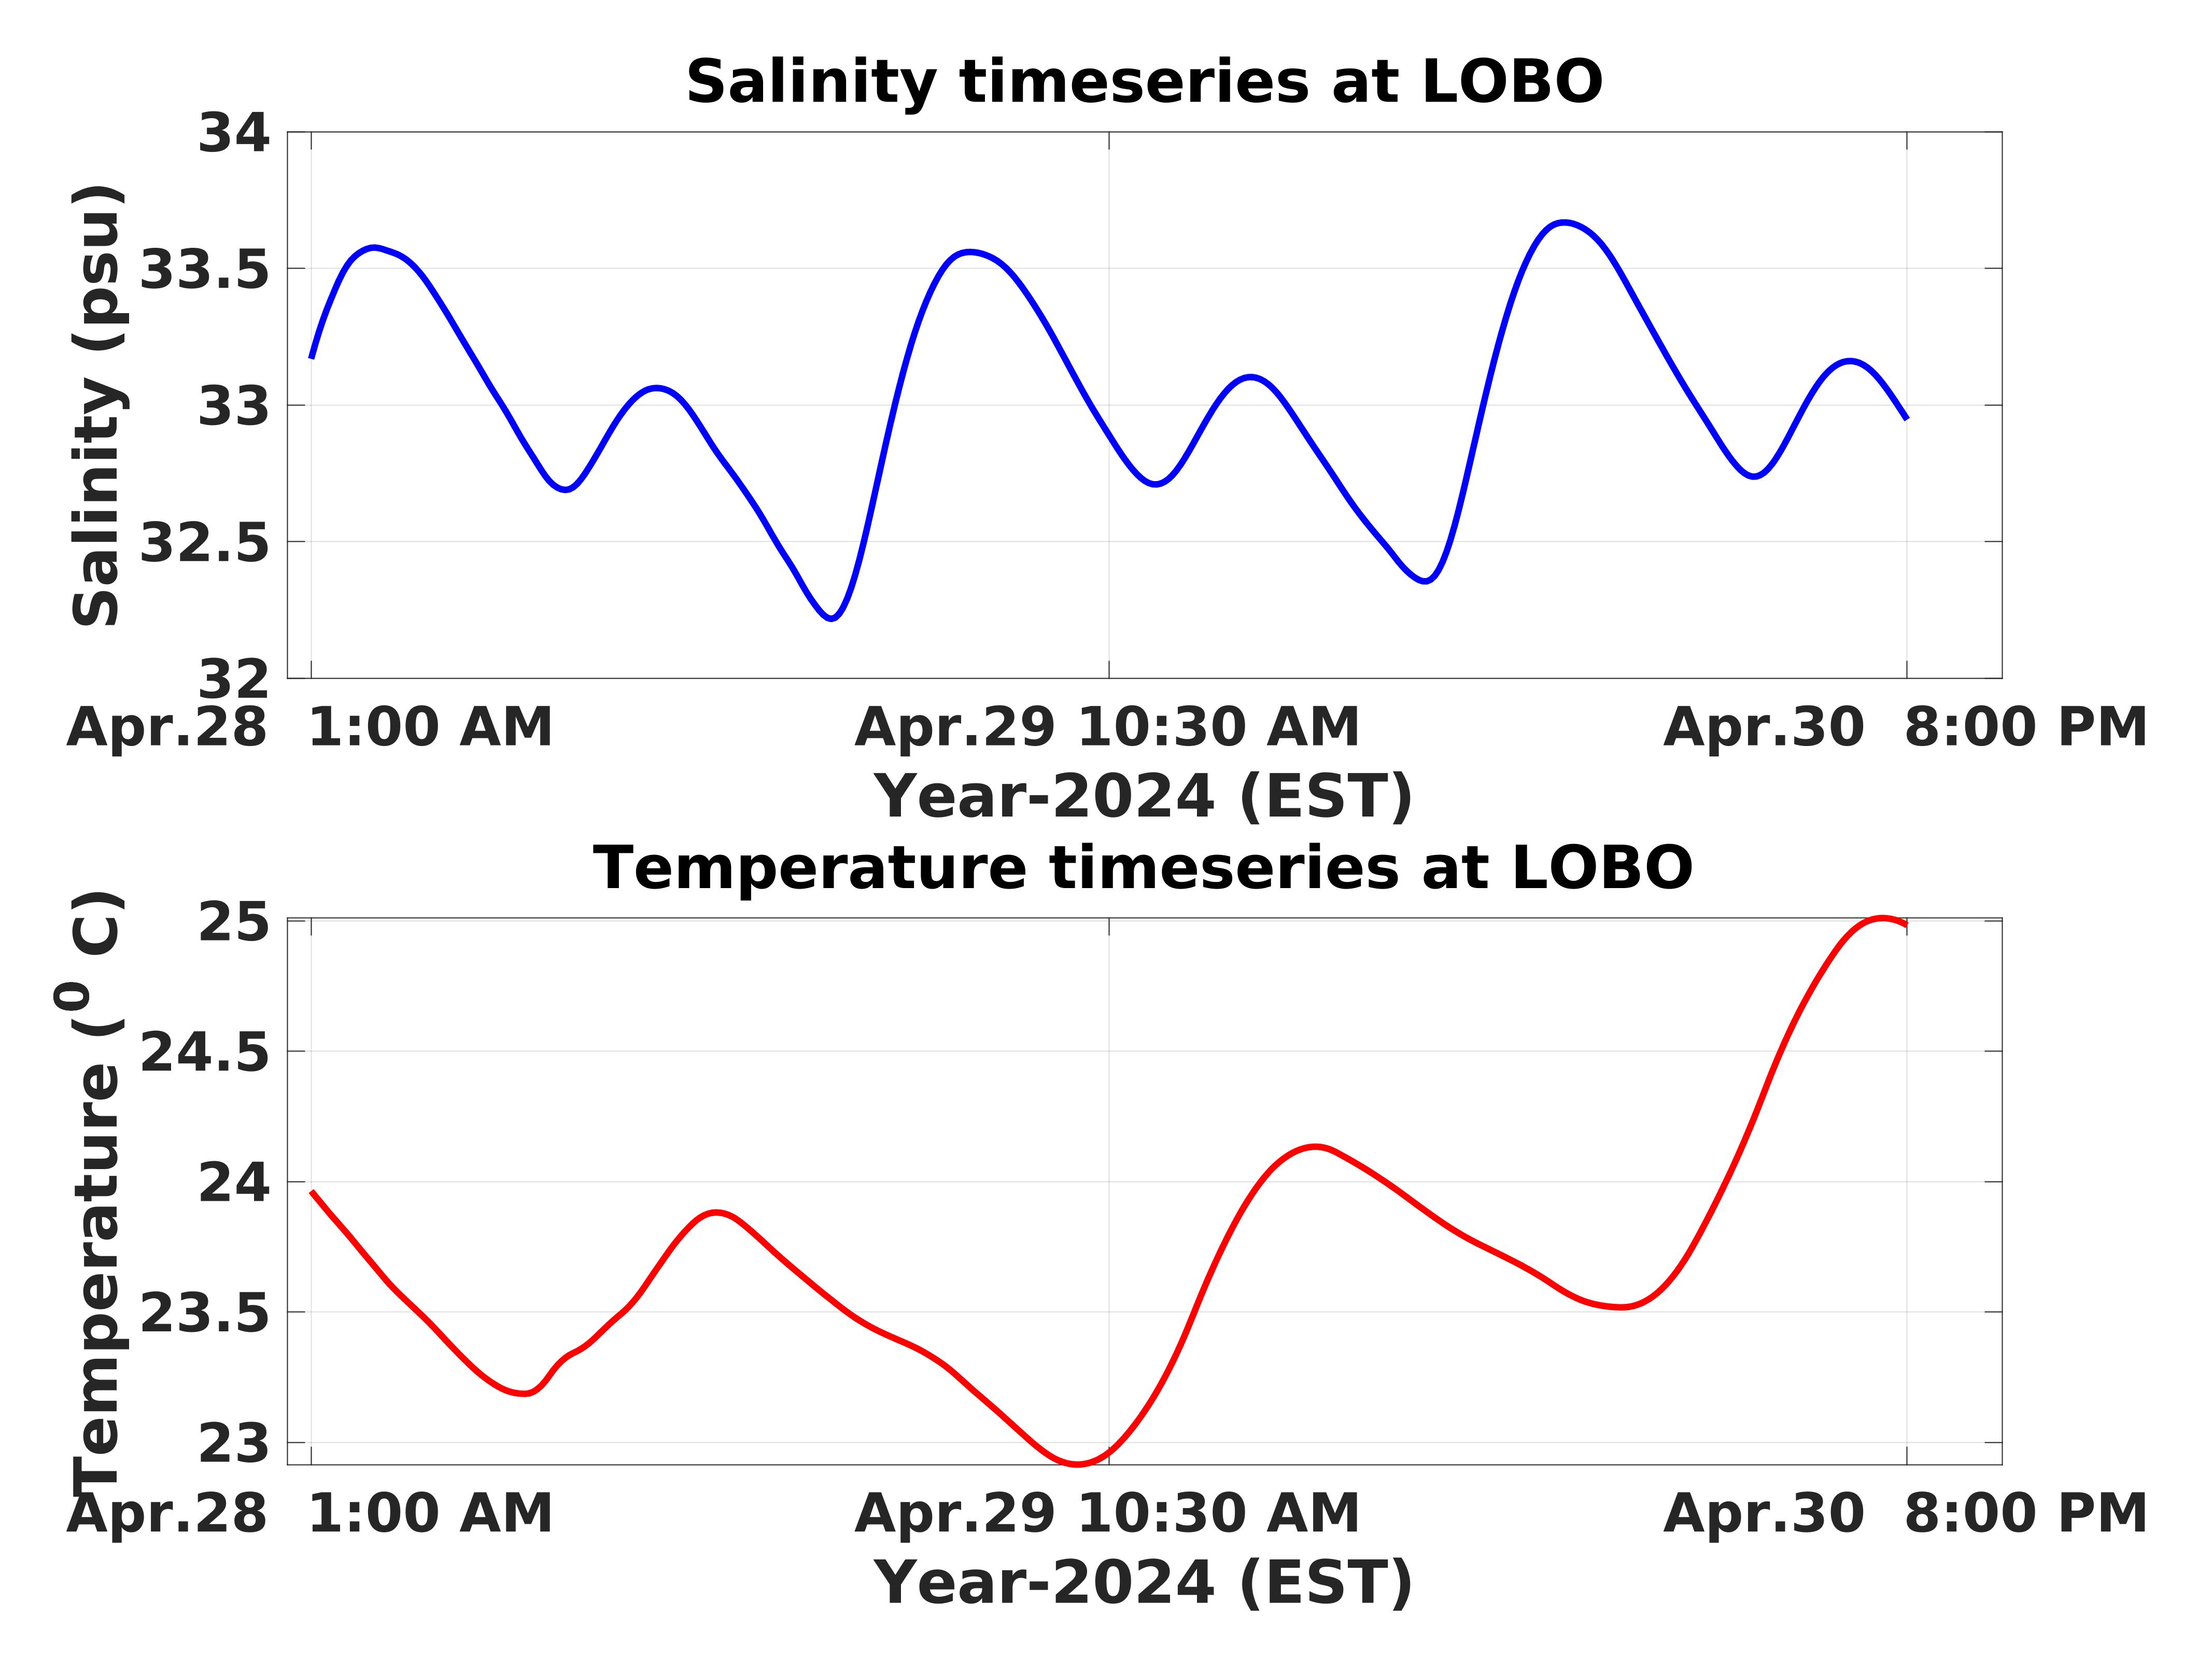 Salinity timeseries at LOBO
Salinity (psu)
34
33.5
33
32.5
32
Apr.28  1:00 AM Apr.29 10:30 AM Apr.30  8:00 PM
Year-2024 (EST)
Temperature timeseries at LOBO
Temperature (⁰ C)
25
24.5
24
23.5
23
Apr.28  1:00 AM Apr.29 10:30 AM Apr.30  8:00 PM
Year-2024 (EST)